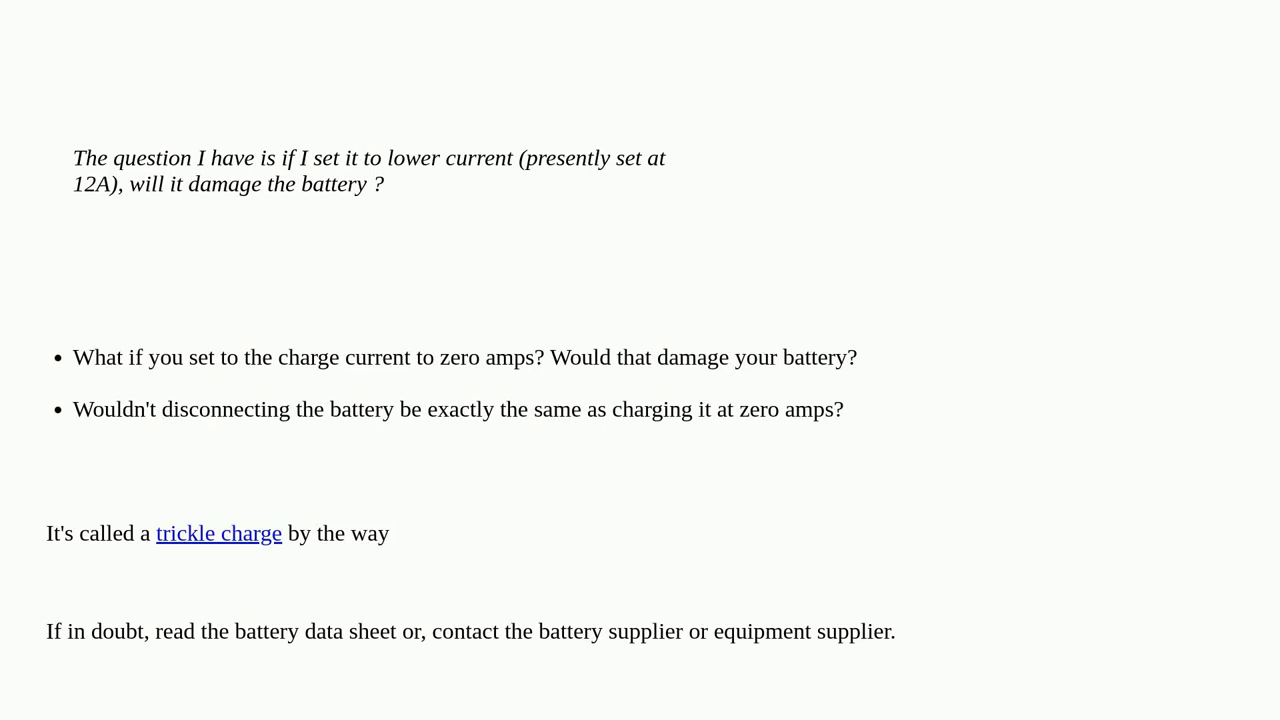 The question I have is if I set it to lower current (presently set at
12A), will it damage the battery ?
• What if you set to the charge current to zero amps? Would that damage your battery?
• Wouldn't disconnecting the battery be exactly the same as charging it at zero amps?
It's called a trickle charge by the way
If in doubt, read the battery data sheet or, contact the battery supplier or equipment supplier.